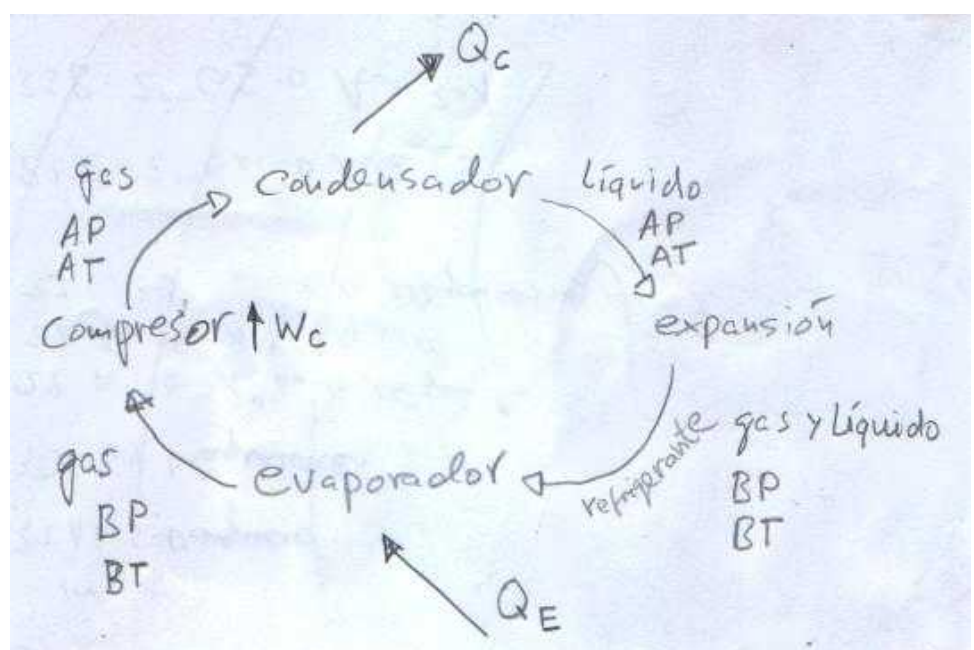 Qc
gas
AP
AT
condensador
líquido
AP
AT
compresor Wc
expansión
gas
BP
BT
evaporador
refrigerante
gas y Líquido
BP
BT
QE